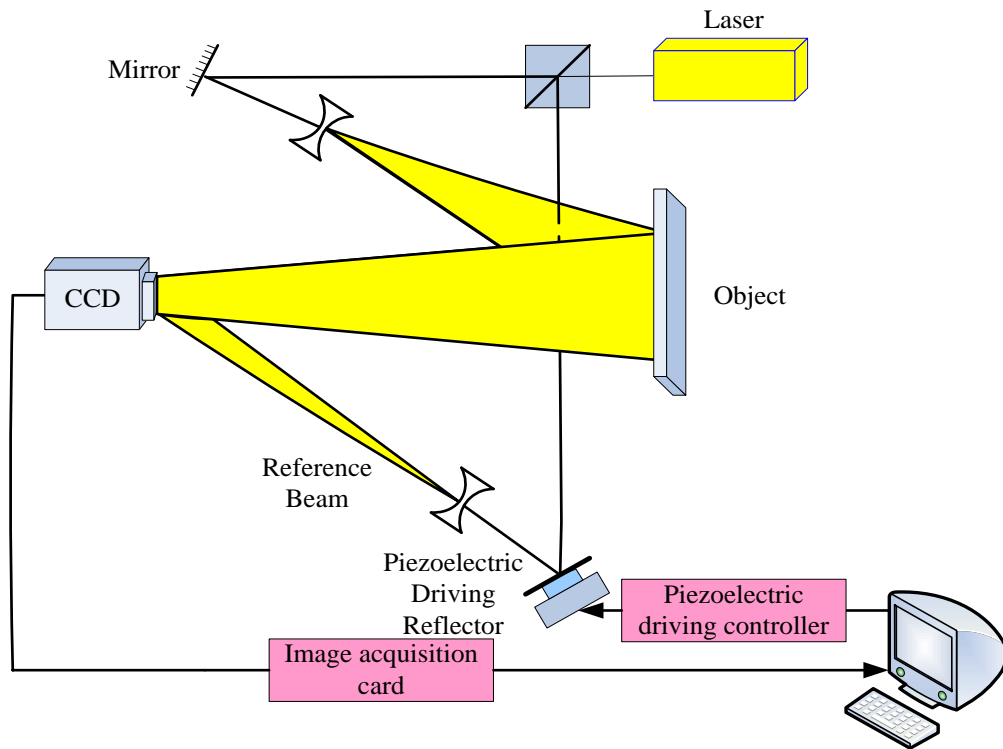 Laser
Mirror
CCD
Object
Reference
Beam
Piezoelectric
Driving
Reflector
Piezoelectric
driving controller
Image acquisition
card